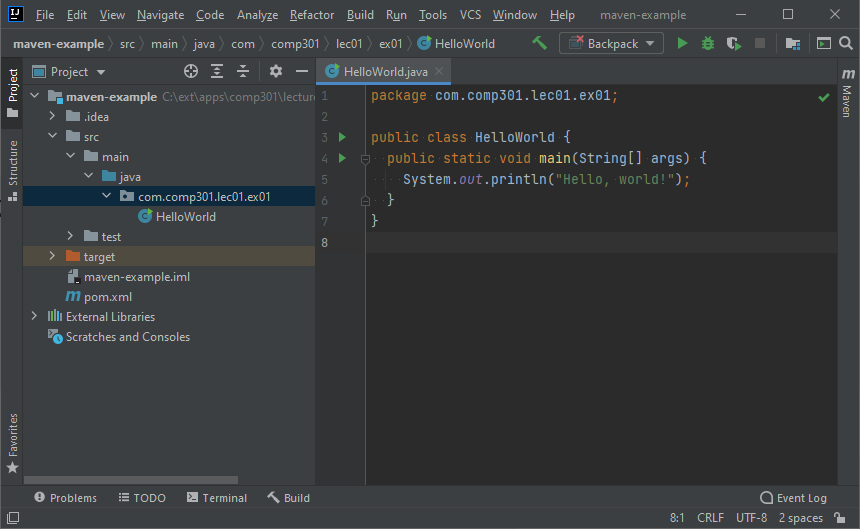 File Edit View Navigate Code Analyze Refactor Build Run Tools VCS Window Help maven-example
maven-example src main java com comp301 lec01 ex01 HelloWorld Backpack
Project
HelloWorld.java
Project
Structure
Favorites
maven-example C:\ext\apps\comp301\lecture
.idea
src
main
java
com.comp301.lec01.ex01
HelloWorld
test
target
maven-example.iml
pom.xml
External Libraries
Scratches and Consoles
1 package com.comp301.lec01.ex01;
2
3 public class HelloWorld {
4 public static void main(String[] args) {
5 System.out.println("Hello, world!");
6 }
7 }
8
m Maven
Problems TODO Terminal Build Event Log
8:1 CRLF UTF-8 2 spaces